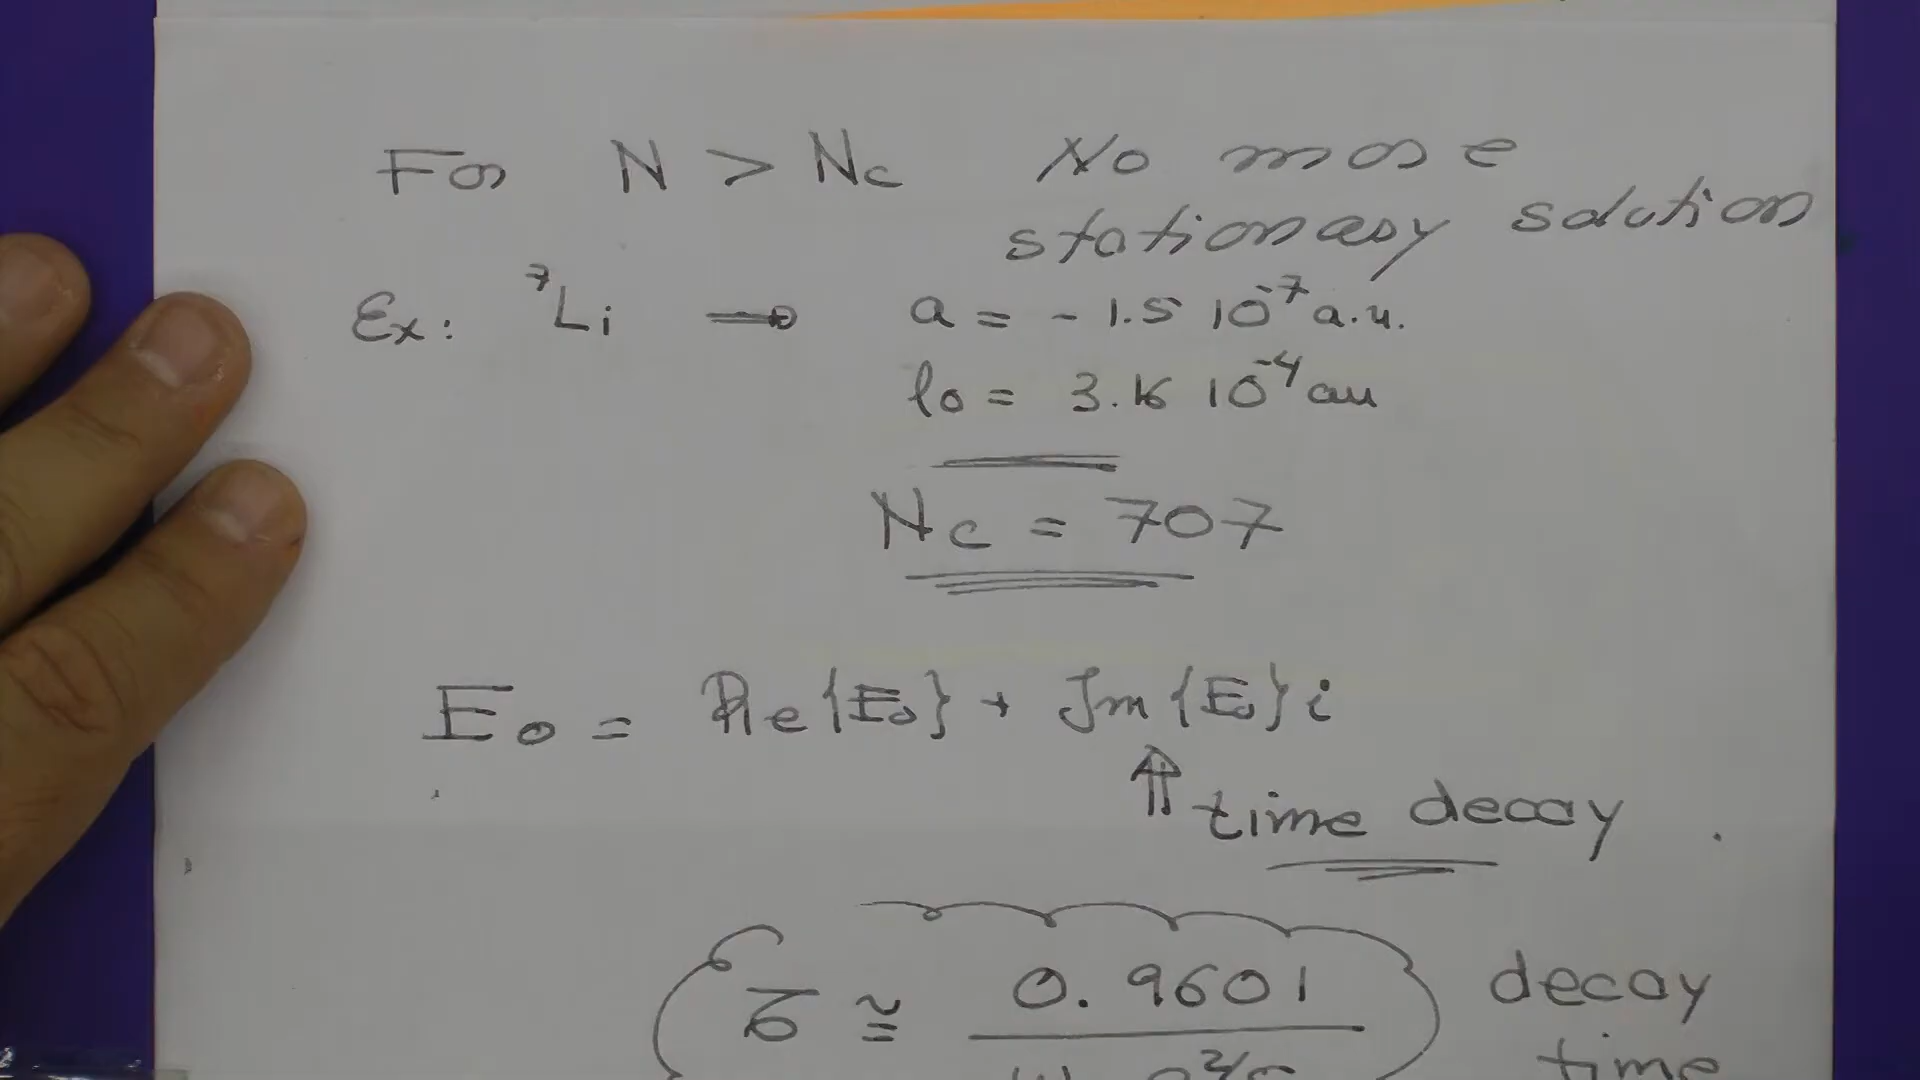 For N > Nc No more
stationary solution
Ex: ⁷Li → a = - 1.5 10⁻⁷ a.u.
l₀ = 3.16 10⁻⁴ au
Nc = 707
E₀ = Re{E₀} + Im{E₀}i
⇑ time decay
τ ≅ 0.9601 decay
time